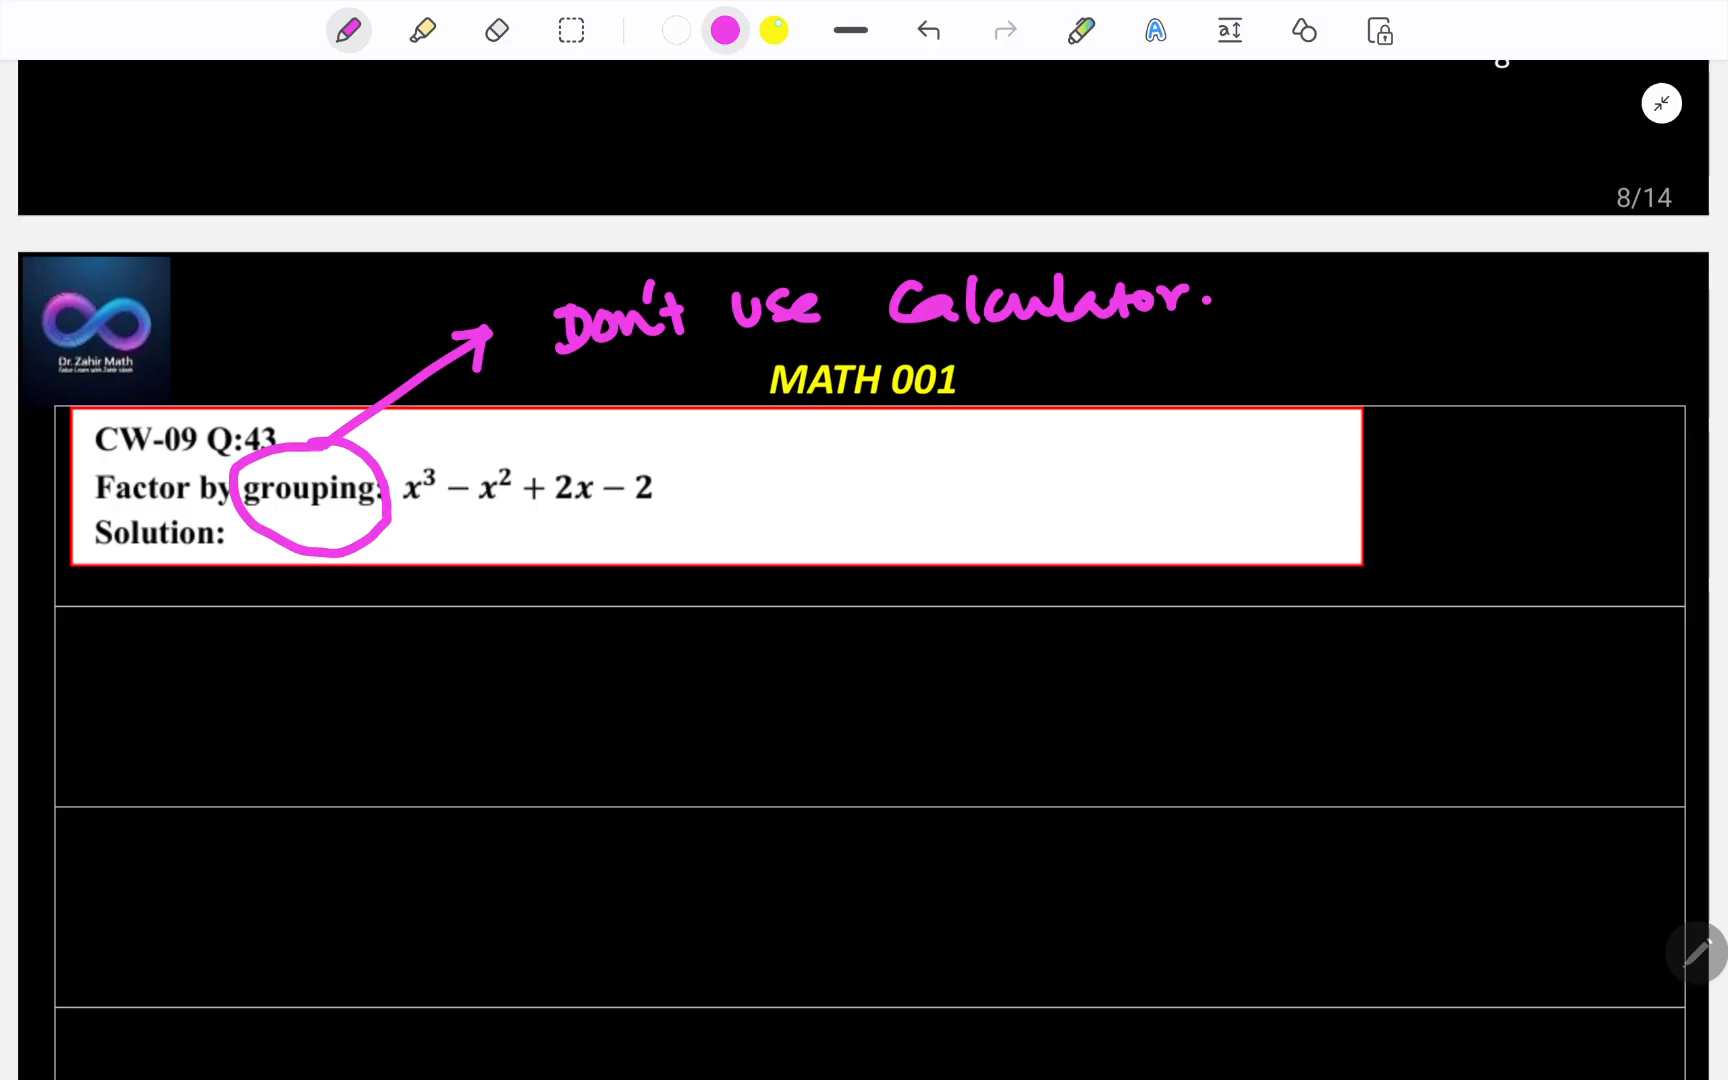 8/14
Don't use Calculator.
Dr. Zahir Math
MATH 001
CW-09 Q:43
Factor by grouping: x³ − x² + 2x − 2
Solution: